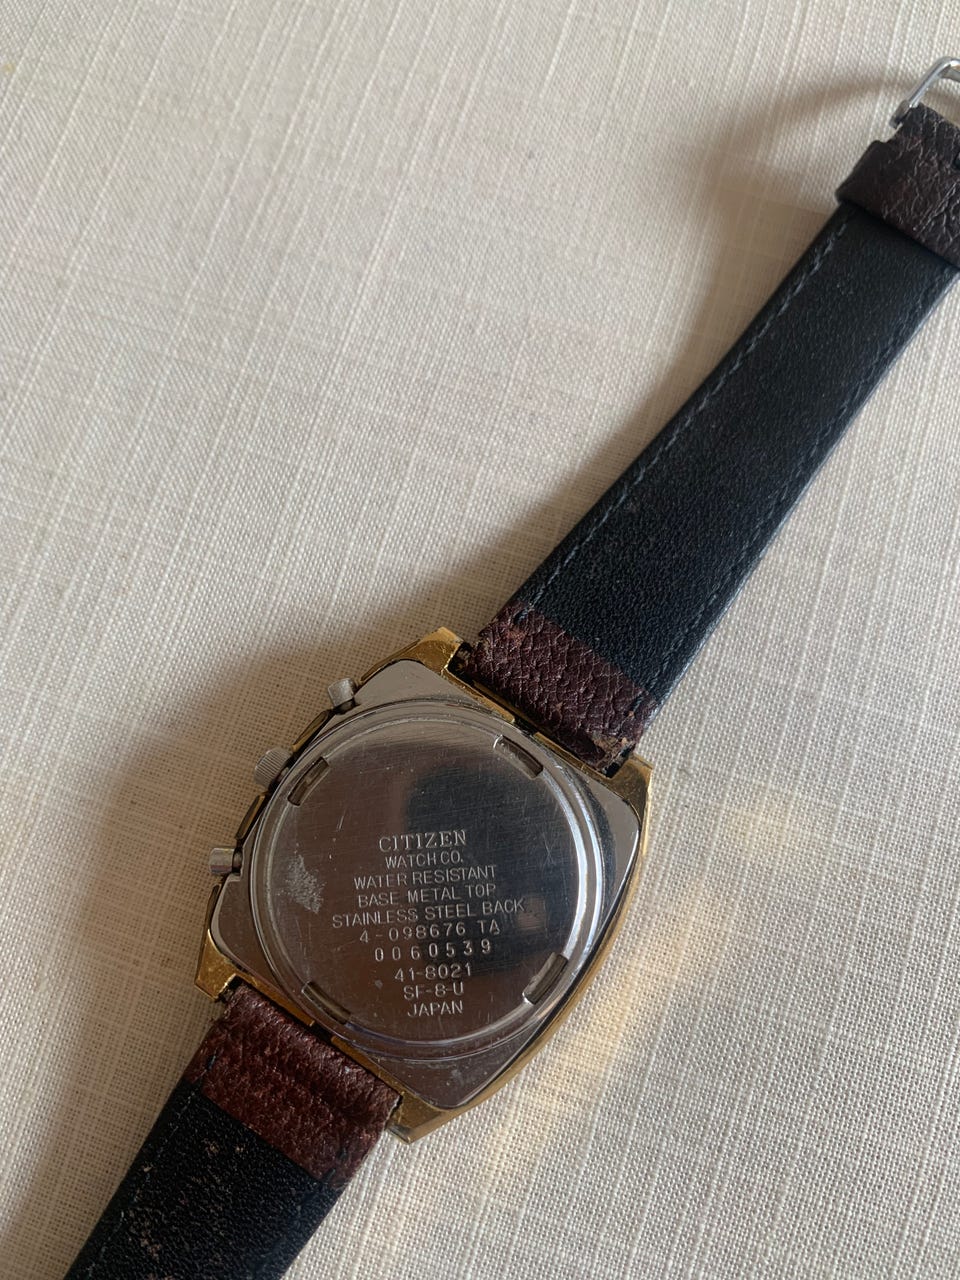 CITIZEN
WATCH CO.
WATER RESISTANT
BASE METAL TOP
STAINLESS STEEL BACK
4-098676 TA
0060539
41-8021
SF-8-U
JAPAN